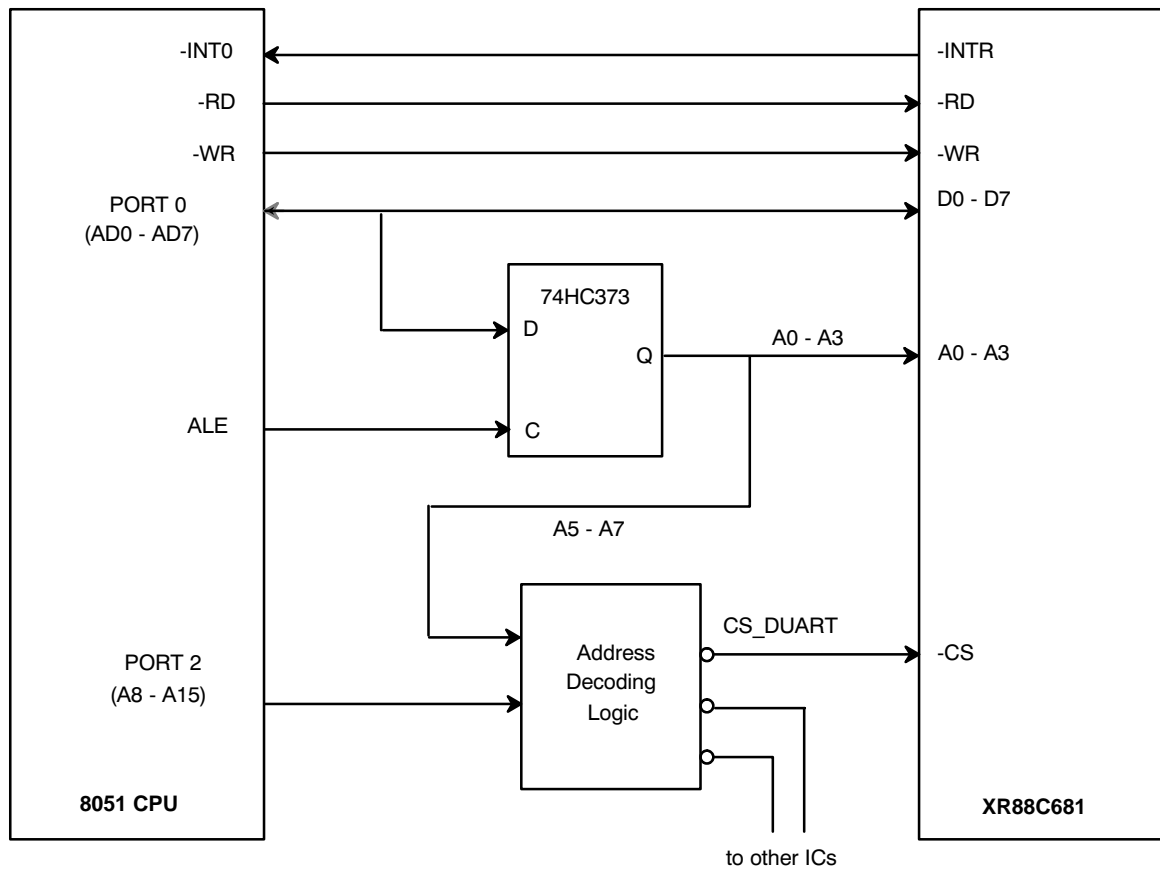 -INT0
-INTR
-RD
-RD
-WR
-WR
PORT 0
(AD0 - AD7)
D0 - D7
74HC373
D
Q
A0 - A3
A0 - A3
ALE
C
A5 - A7
PORT 2
(A8 - A15)
Address
Decoding
Logic
CS_DUART
-CS
8051 CPU
XR88C681
to other ICs